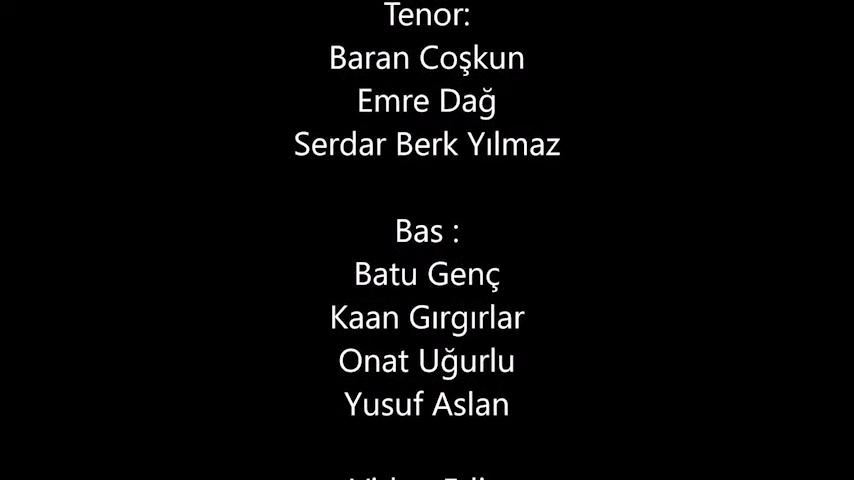 Tenor:
Baran Coşkun
Emre Dağ
Serdar Berk Yılmaz
Bas :
Batu Genç
Kaan Gırgırlar
Onat Uğurlu
Yusuf Aslan